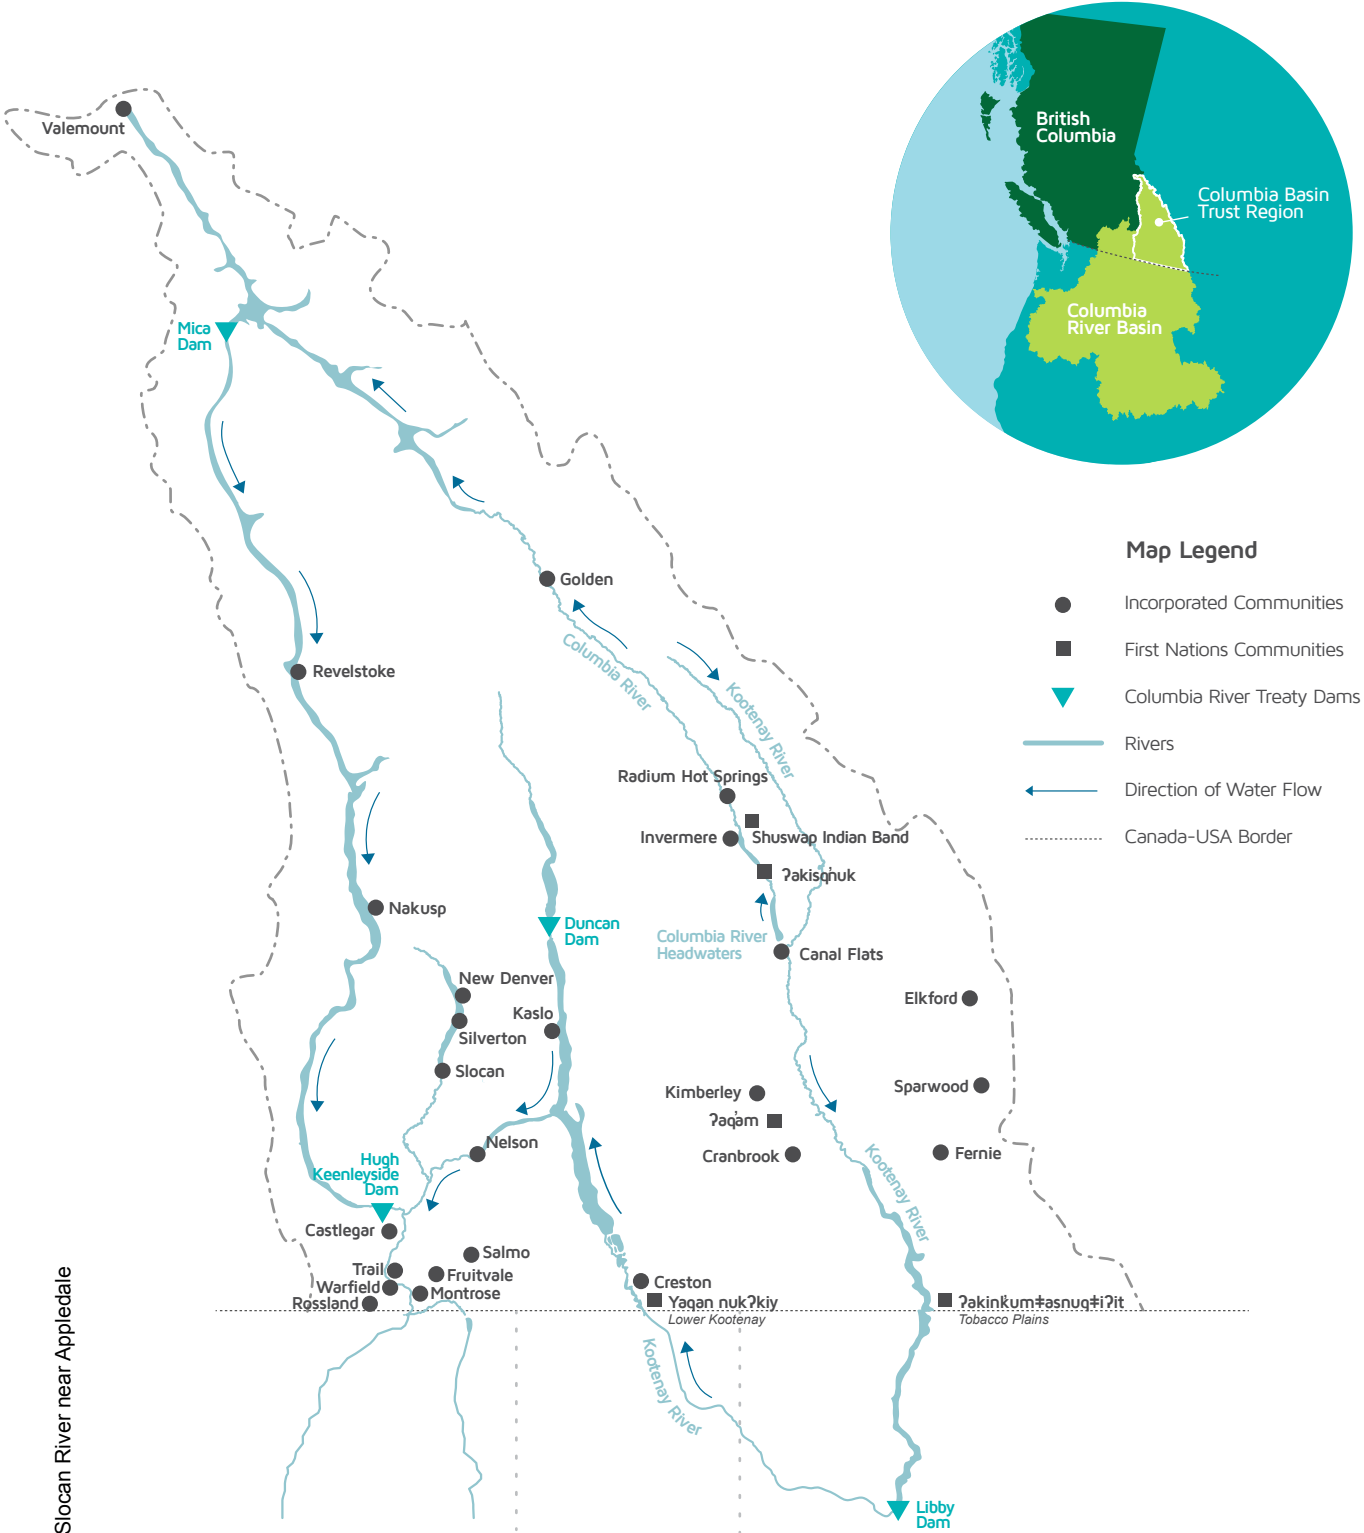 Valemount
British
Columbia
Columbia Basin
Trust Region
Columbia
River Basin
Mica
Dam
Map Legend
Incorporated Communities
First Nations Communities
Columbia River Treaty Dams
Rivers
Direction of Water Flow
Canada-USA Border
Golden
Columbia River
Kootenay River
Revelstoke
Radium Hot Springs
Invermere
Shuswap Indian Band
ʔakisq̓nuk
Nakusp
Duncan
Dam
Columbia River
Headwaters
Canal Flats
New Denver
Silverton
Kaslo
Slocan
Elkford
Kimberley
ʔaq̓am
Cranbrook
Sparwood
Fernie
Nelson
Hugh
Keenleyside
Dam
Kootenay River
Castlegar
Salmo
Trail
Fruitvale
Warfield
Montrose
Rossland
Creston
Yaqan nukʔkiy
Lower Kootenay
ʔakink̓umǂasnuqǂiʔit
Tobacco Plains
Kootenay River
Libby
Dam
Slocan River near Appledale